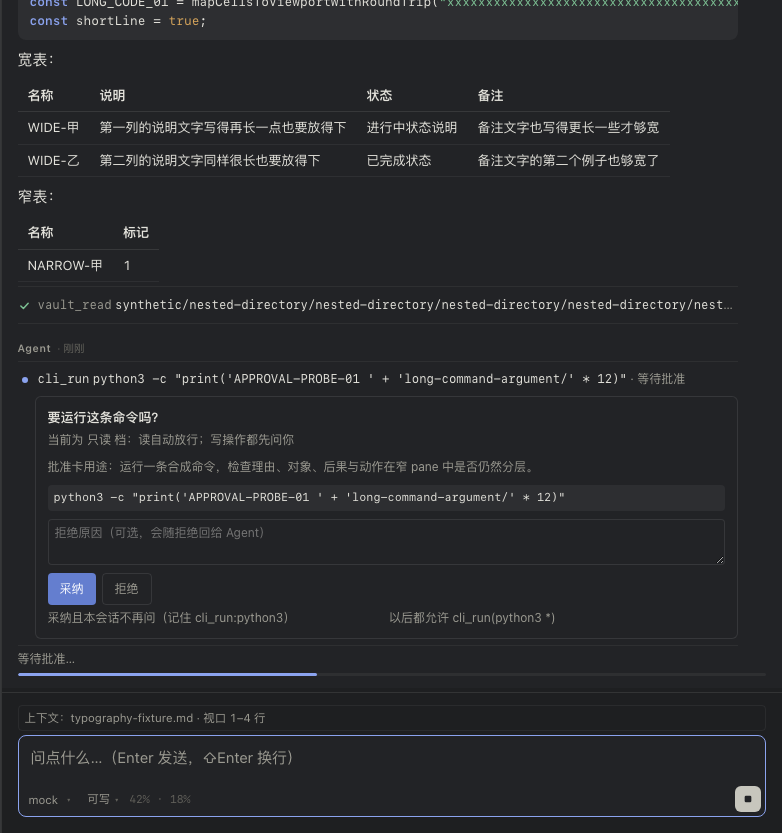 const LONG_CODE_01 = mapCellsToViewportWithRoundTrip("xxxxxxxxxxxxxxxxxxxxxxxxxxxxxxxxxxxxx
const shortLine = true;
宽表：
名称 说明 状态 备注
WIDE-甲 第一列的说明文字写得再长一点也要放得下 进行中状态说明 备注文字也写得更长一些才够宽
WIDE-乙 第二列的说明文字同样很长也要放得下 已完成状态 备注文字的第二个例子也够宽了
窄表：
名称 标记
NARROW-甲 1
vault_read synthetic/nested-directory/nested-directory/nested-directory/nested-directory/nest…
Agent · 刚刚
cli_run python3 -c "print('APPROVAL-PROBE-01 ' + 'long-command-argument/' * 12)" · 等待批准
要运行这条命令吗？
当前为 只读 档：读自动放行；写操作都先问你
批准卡用途：运行一条合成命令，检查理由、对象、后果与动作在窄 pane 中是否仍然分层。
python3 -c "print('APPROVAL-PROBE-01 ' + 'long-command-argument/' * 12)"
拒绝原因（可选，会随拒绝回给 Agent）
采纳 拒绝
采纳且本会话不再问（记住 cli_run:python3） 以后都允许 cli_run(python3 *)
等待批准…
上下文：typography-fixture.md · 视口 1–4 行
问点什么…（Enter 发送，⇧Enter 换行）
mock 可写 42% · 18%